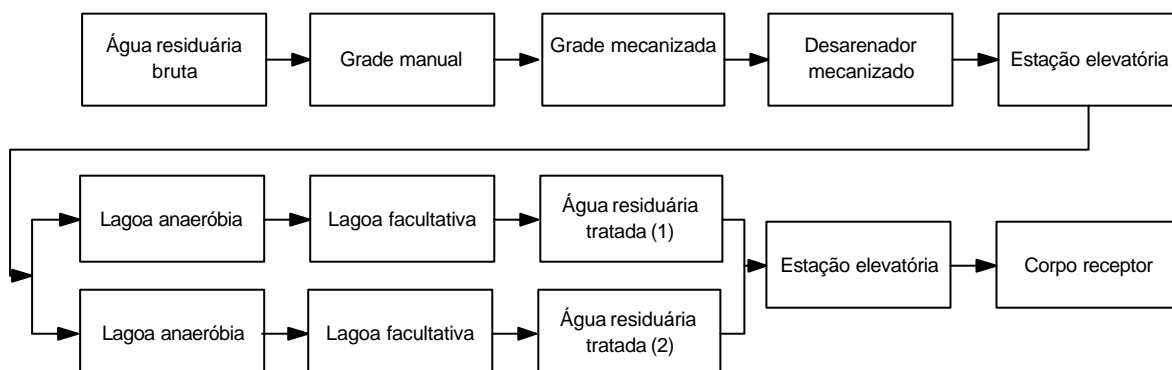 Água residuária
bruta
Grade manual
Grade mecanizada
Desarenador
mecanizado
Estação elevatória
Lagoa anaeróbia
Lagoa facultativa
Água residuária
tratada (1)
Estação elevatória
Corpo receptor
Lagoa anaeróbia
Lagoa facultativa
Água residuária
tratada (2)